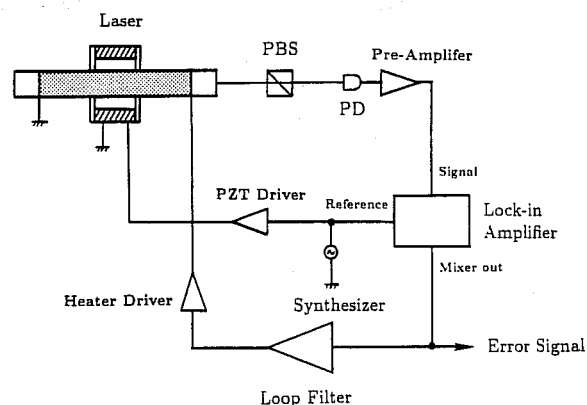 Laser
PBS
Pre-Amplifer
PD
Signal
PZT Driver
Reference
Lock-in
Amplifier
Mixer out
Heater Driver
Synthesizer
Error Signal
Loop Filter